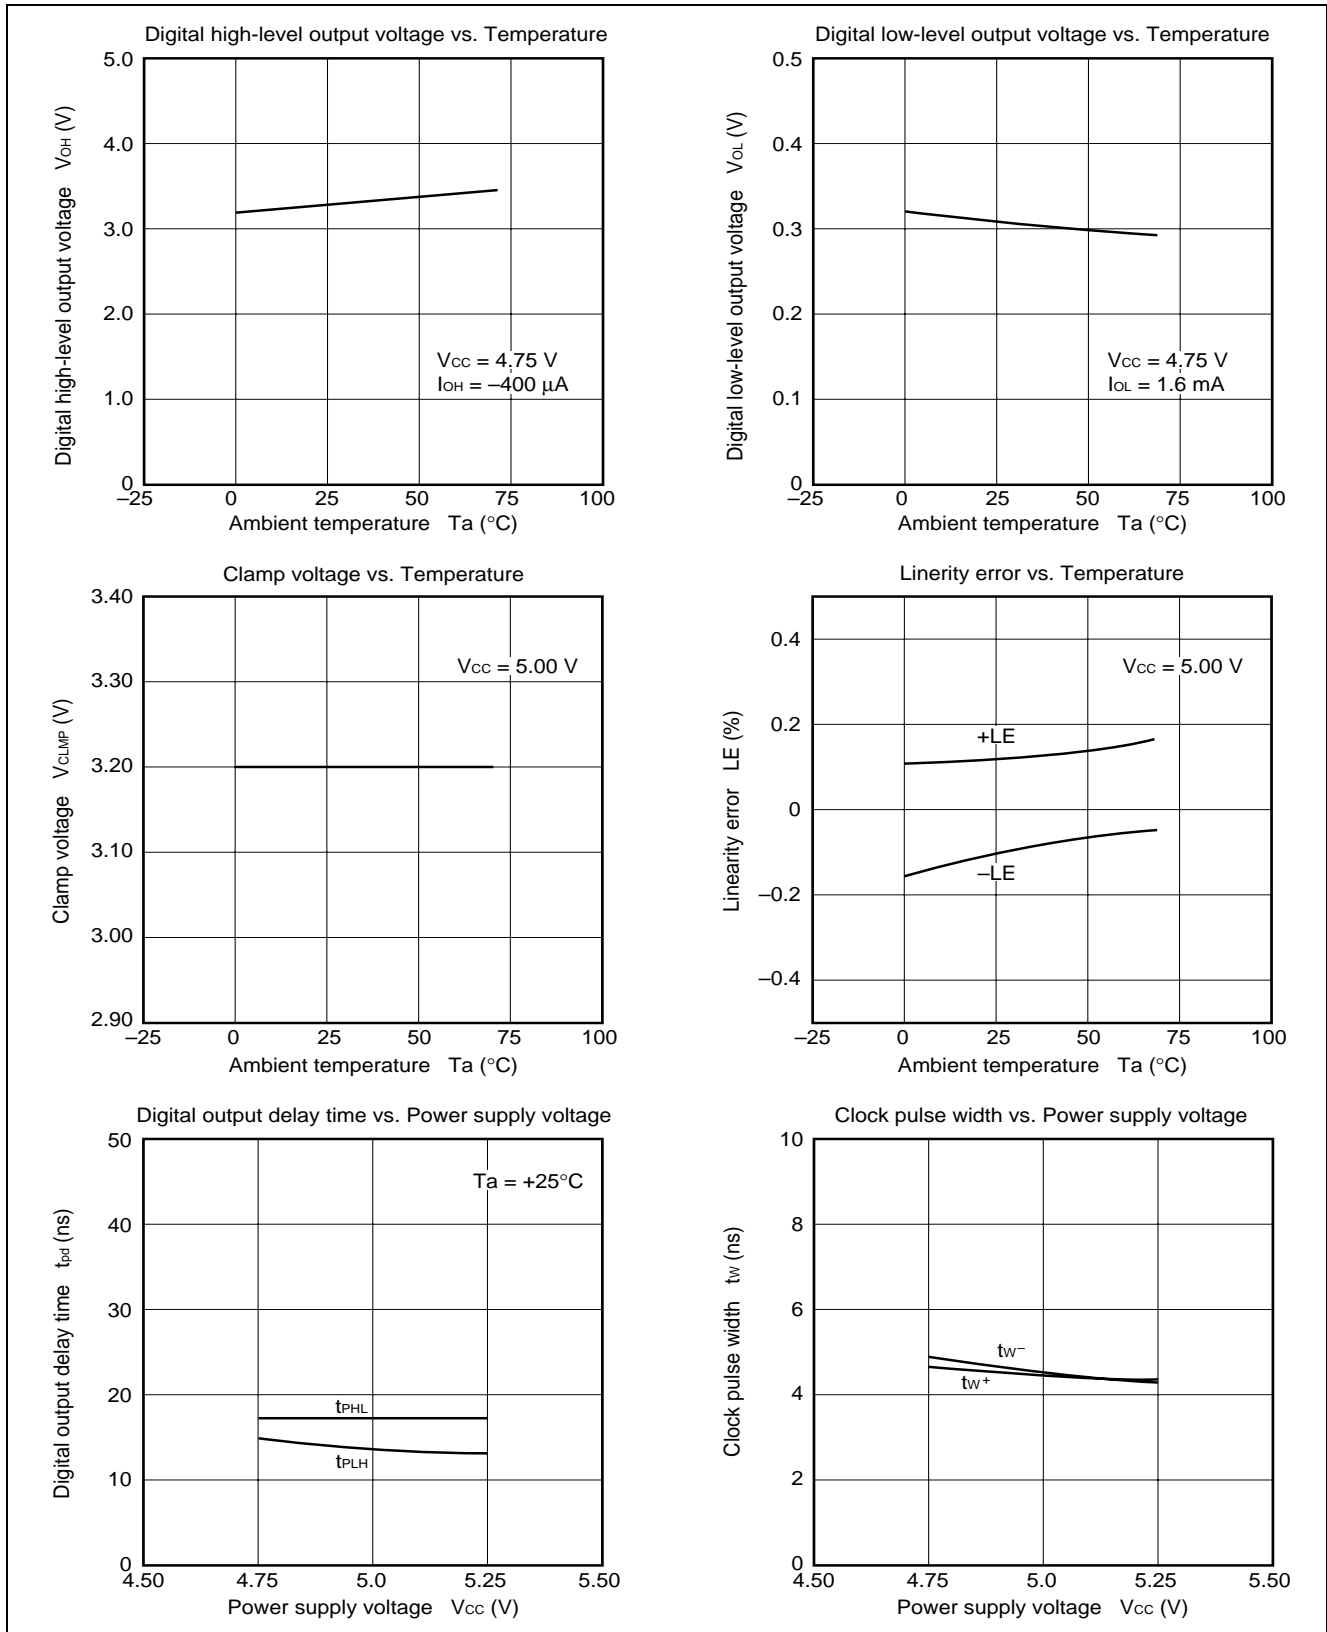 Digital high-level output voltage vs. Temperature
5.0
4.0
3.0
2.0
1.0
0
Digital high-level output voltage VOH (V)
VCC = 4.75 V
IOH = –400 µA
–25 0 25 50 75 100
Ambient temperature Ta (°C)
Digital low-level output voltage vs. Temperature
0.5
0.4
0.3
0.2
0.1
0
Digital low-level output voltage VOL (V)
VCC = 4.75 V
IOL = 1.6 mA
–25 0 25 50 75 100
Ambient temperature Ta (°C)
Clamp voltage vs. Temperature
3.40
3.30
3.20
3.10
3.00
2.90
Clamp voltage VCLMP (V)
VCC = 5.00 V
–25 0 25 50 75 100
Ambient temperature Ta (°C)
Linerity error vs. Temperature
0.4
0.2
0
–0.2
–0.4
Linearity error LE (%)
VCC = 5.00 V
+LE
–LE
–25 0 25 50 75 100
Ambient temperature Ta (°C)
Digital output delay time vs. Power supply voltage
50
40
30
20
10
0
Digital output delay time tpd (ns)
Ta = +25°C
tPHL
tPLH
4.50 4.75 5.0 5.25 5.50
Power supply voltage VCC (V)
Clock pulse width vs. Power supply voltage
10
8
6
4
2
0
Clock pulse width tW (ns)
tW–
tW+
4.50 4.75 5.0 5.25 5.50
Power supply voltage VCC (V)